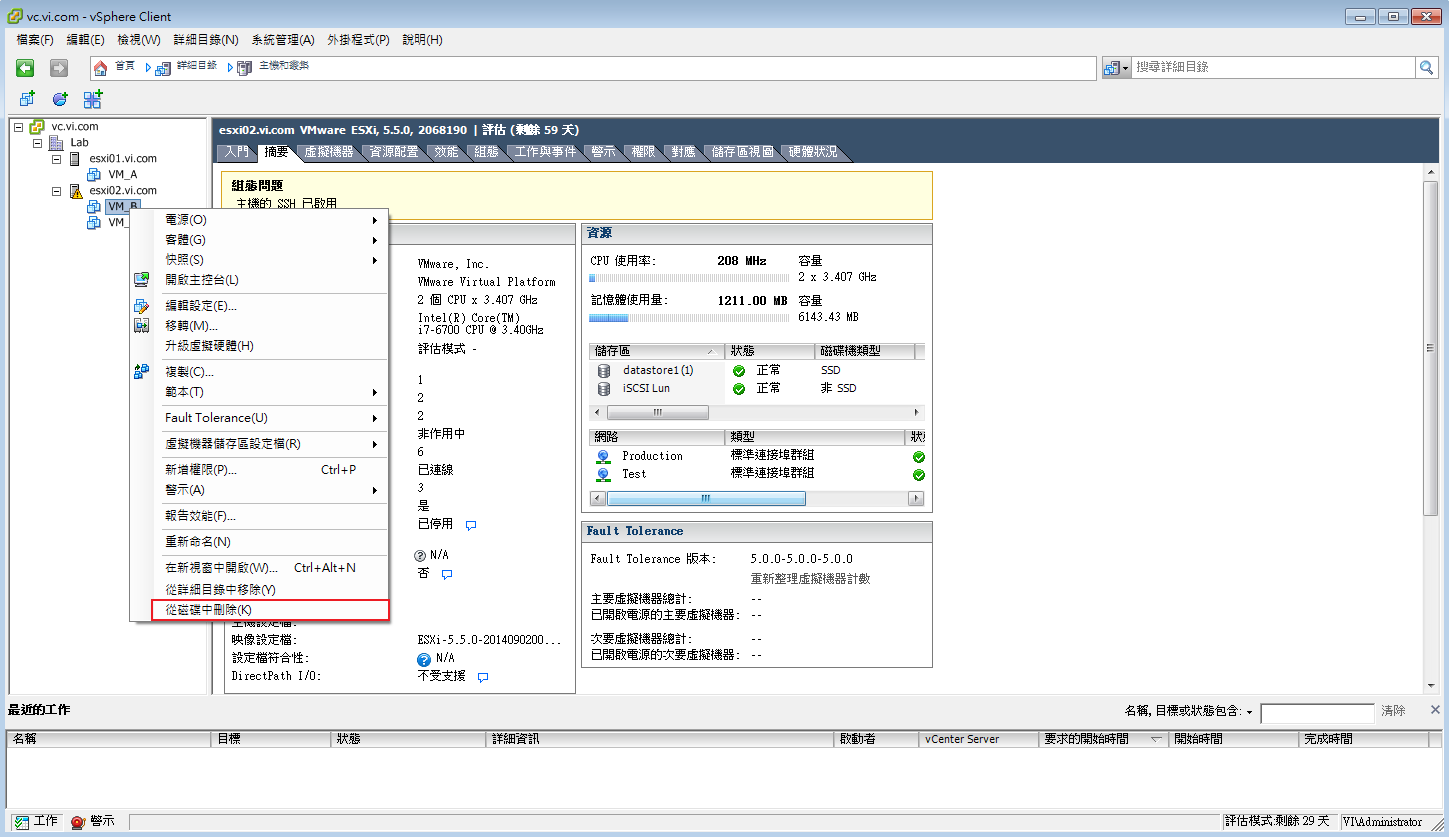 vc.vi.com - vSphere Client
檔案(F) 編輯(E) 檢視(W) 詳細目錄(N) 系統管理(A) 外掛程式(P) 說明(H)
首頁 詳細目錄 主機和叢集 搜尋詳細目錄
vc.vi.com
Lab
esxi01.vi.com
VM_A
esxi02.vi.com
VM_B
VM_
esxi02.vi.com VMware ESXi, 5.5.0, 2068190 | 評估 (剩餘 59 天)
入門 摘要 虛擬機器 資源配置 效能 組態 工作與事件 警示 權限 對應 儲存區視圖 硬體狀況
組態問題
主機的 SSH 已啟用
電源(O)
客體(G)
快照(S)
開啟主控台(L)
編輯設定(E)...
移轉(M)...
升級虛擬硬體(H)
複製(C)...
範本(T)
Fault Tolerance(U)
虛擬機器儲存區設定檔(R)
新增權限(P)... Ctrl+P
警示(A)
報告效能(F)...
重新命名(N)
在新視窗中開啟(W)... Ctrl+Alt+N
從詳細目錄中移除(Y)
從磁碟中刪除(K)
VMware, Inc.
VMware Virtual Platform
2 個 CPU x 3.407 GHz
Intel(R) Core(TM)
i7-6700 CPU @ 3.40GHz
評估模式 -
1
2
2
非作用中
6
已連線
3
是
已停用
N/A
否
主機設定檔:
映像設定檔: ESXi-5.5.0-2014090200...
設定檔符合性: N/A
DirectPath I/O: 不受支援
資源
CPU 使用率: 208 MHz 容量
2 x 3.407 GHz
記憶體使用量: 1211.00 MB 容量
6143.43 MB
儲存區 狀態 磁碟機類型
datastore1 (1) 正常 SSD
iSCSI Lun 正常 非 SSD
網路 類型 狀
Production 標準連接埠群組
Test 標準連接埠群組
Fault Tolerance
Fault Tolerance 版本: 5.0.0-5.0.0-5.0.0
重新整理虛擬機器計數
主要虛擬機器總計: --
已開啟電源的主要虛擬機器: --
次要虛擬機器總計: --
已開啟電源的次要虛擬機器: --
最近的工作 名稱, 目標或狀態包含: 清除
名稱 目標 狀態 詳細資訊 啟動者 vCenter Server 要求的開始時間 開始時間 完成時間
工作 警示 評估模式:剩餘 29 天 VI\Administrator